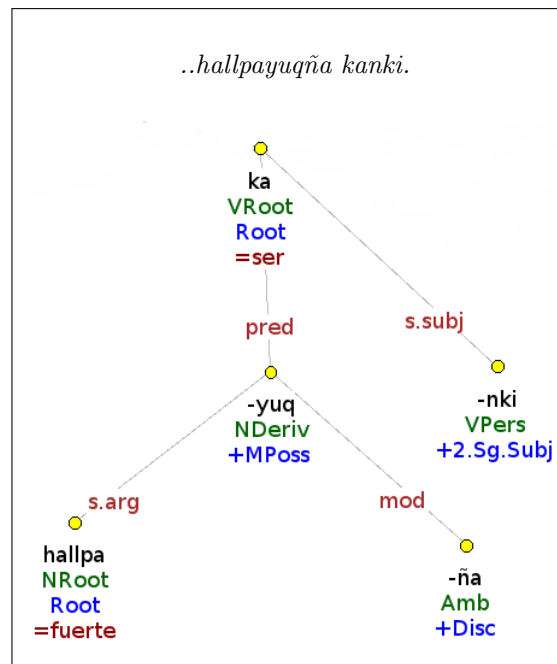 ..hallpayuqña kanki.
ka
VRoot
Root
=ser
pred
s.subj
-yuq
NDeriv
+MPoss
-nki
VPers
+2.Sg.Subj
s.arg
mod
hallpa
NRoot
Root
=fuerte
-ña
Amb
+Disc